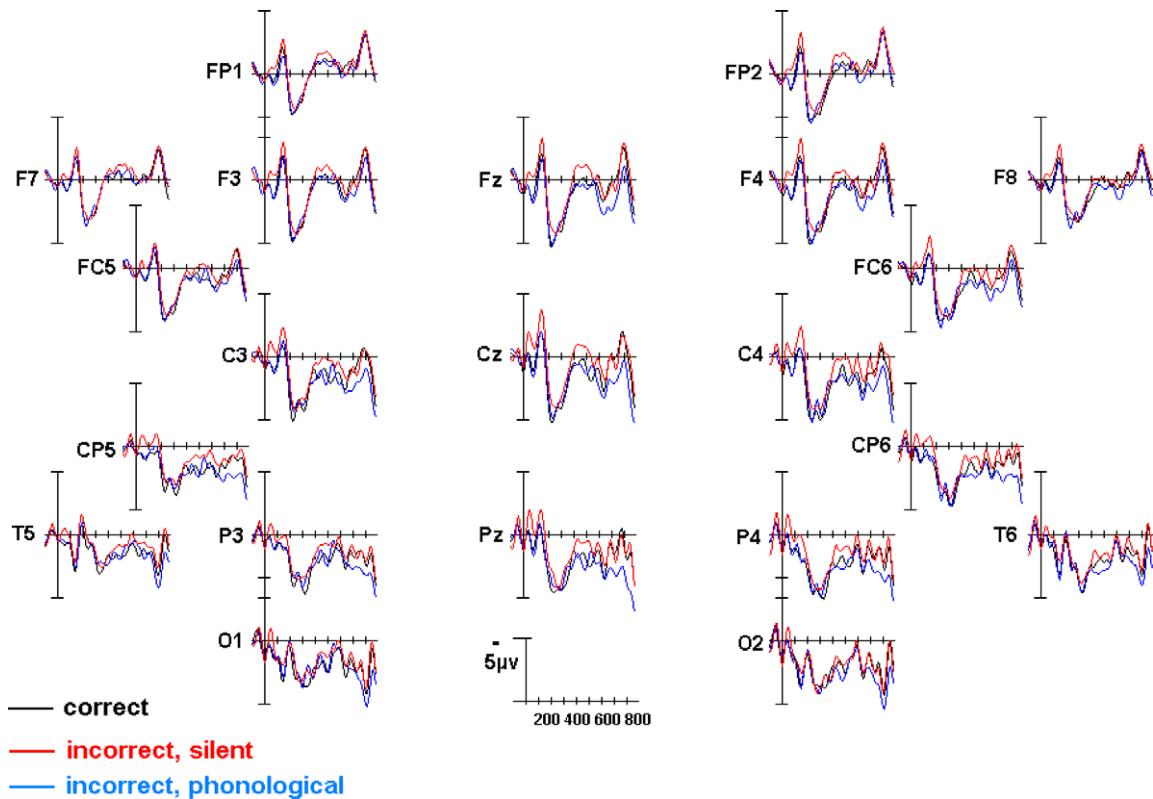 FP1 FP2
F7 F3 Fz F4 F8
FC5 FC6
C3 Cz C4
CP5 CP6
T5 P3 Pz P4 T6
O1 O2
-
5μv
200 400 600 800
correct
incorrect, silent
incorrect, phonological